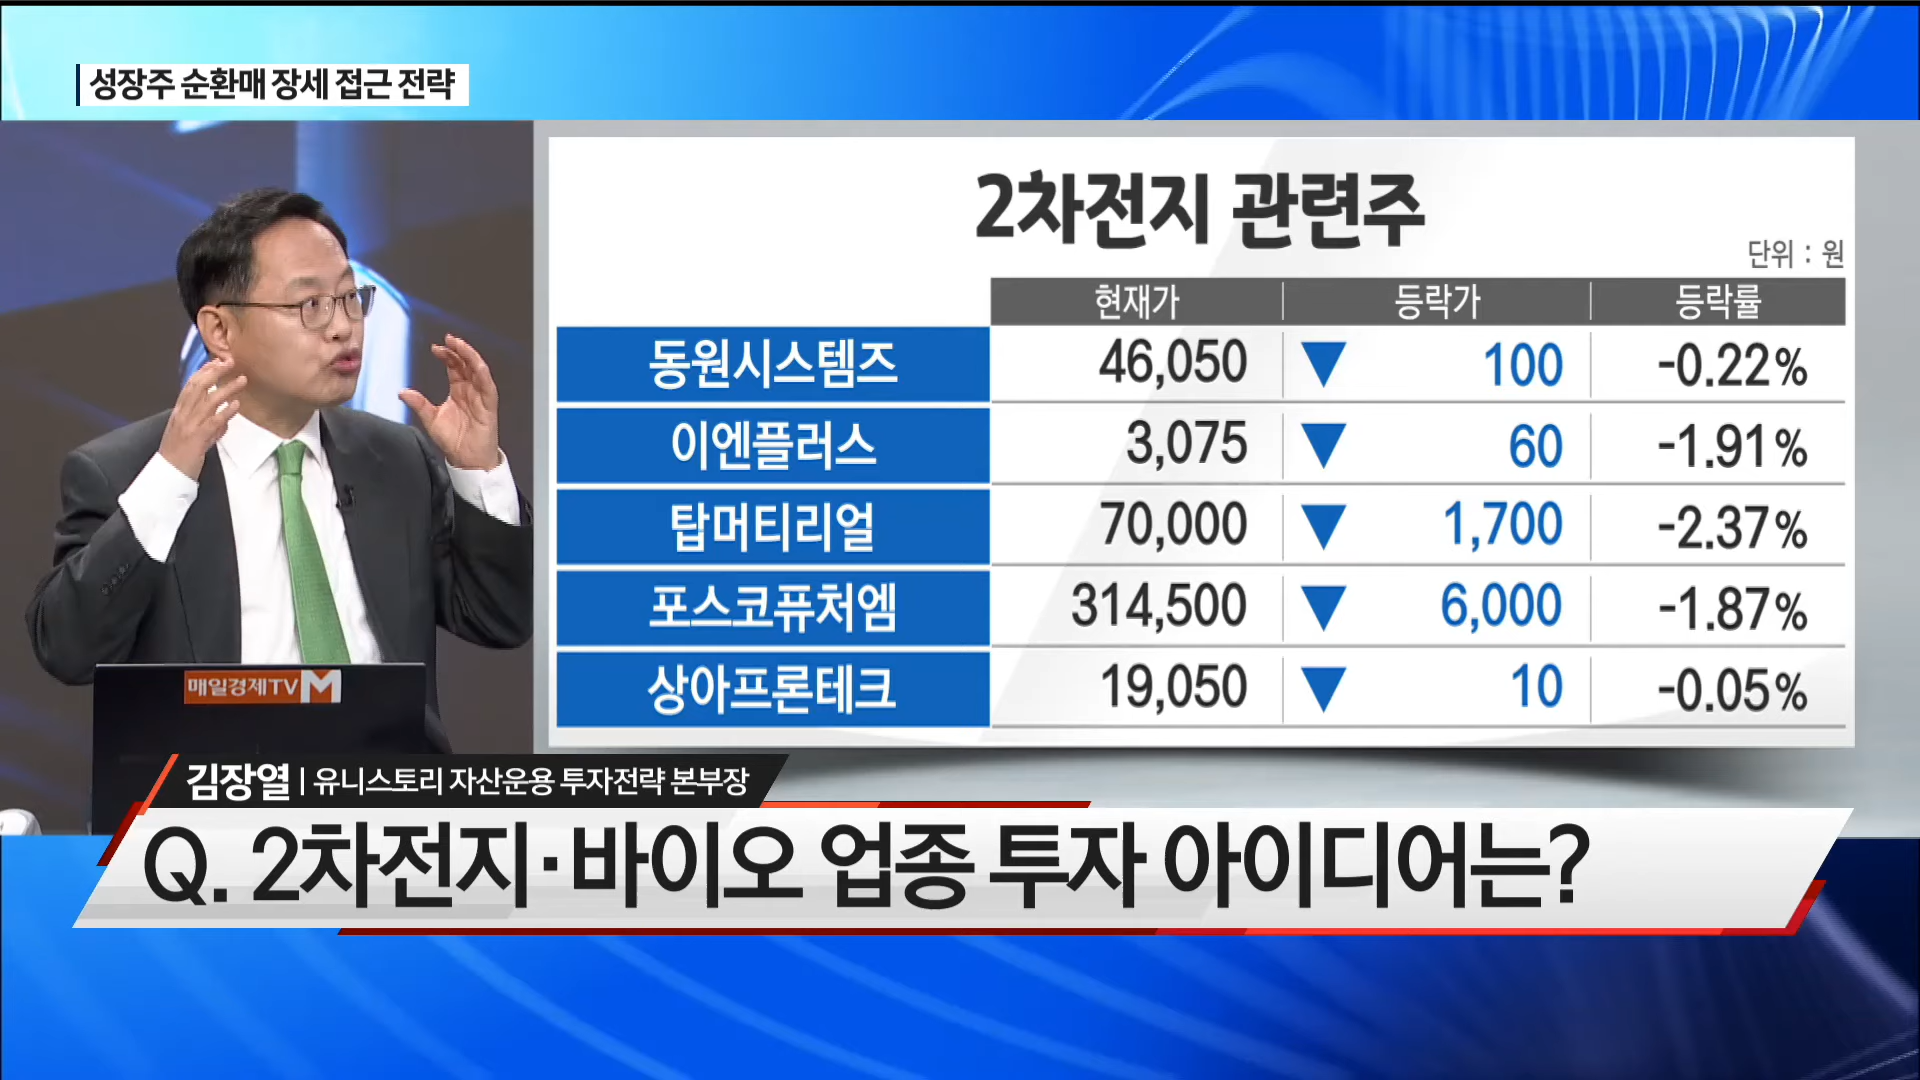 성장주 순환매 장세 접근 전략
2차전지 관련주
단위 : 원
현재가 등락가 등락률
동원시스템즈 46,050 ▼ 100 -0.22%
이엔플러스 3,075 ▼ 60 -1.91%
탑머티리얼 70,000 ▼ 1,700 -2.37%
포스코퓨처엠 314,500 ▼ 6,000 -1.87%
상아프론테크 19,050 ▼ 10 -0.05%
매일경제TV M
김장열 | 유니스토리 자산운용 투자전략 본부장
Q. 2차전지·바이오 업종 투자 아이디어는?